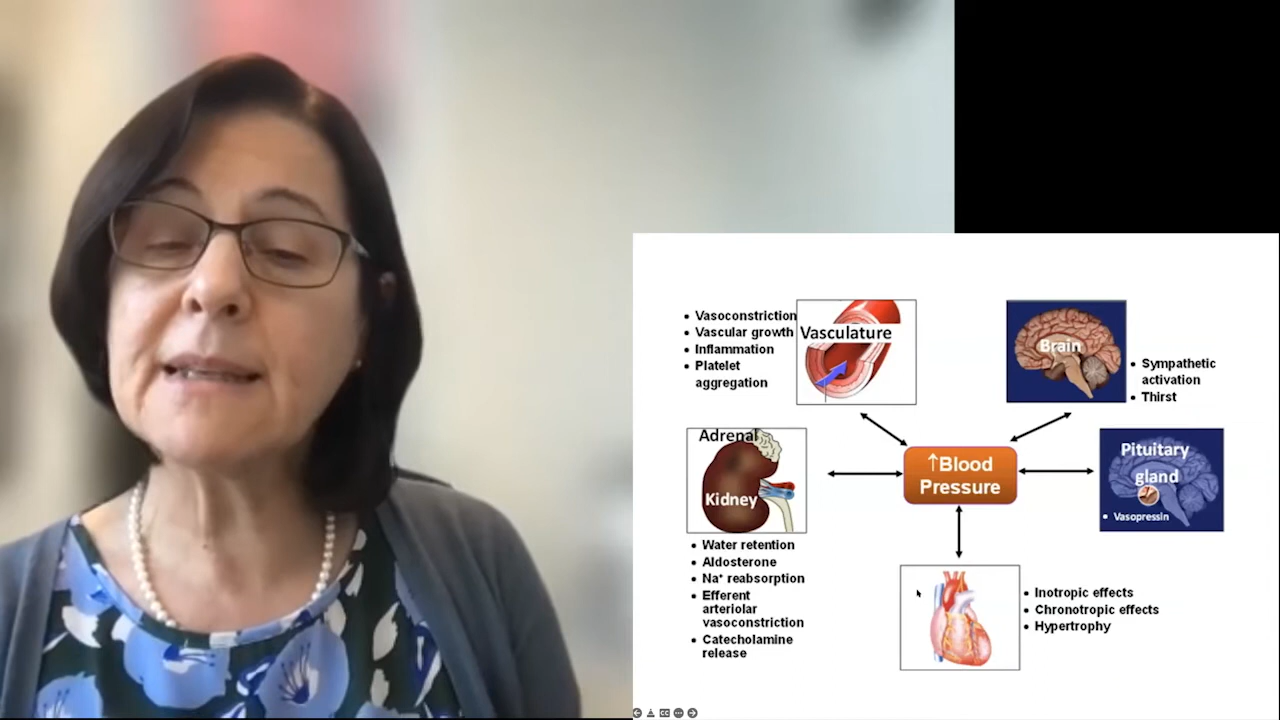 • Vasoconstriction
• Vascular growth
• Inflammation
• Platelet
aggregation
Vasculature
Brain
• Sympathetic
activation
• Thirst
Adrenal
Kidney
• Water retention
• Aldosterone
• Na⁺ reabsorption
• Efferent
arteriolar
vasoconstriction
• Catecholamine
release
↑Blood
Pressure
Pituitary
gland
• Vasopressin
• Inotropic effects
• Chronotropic effects
• Hypertrophy